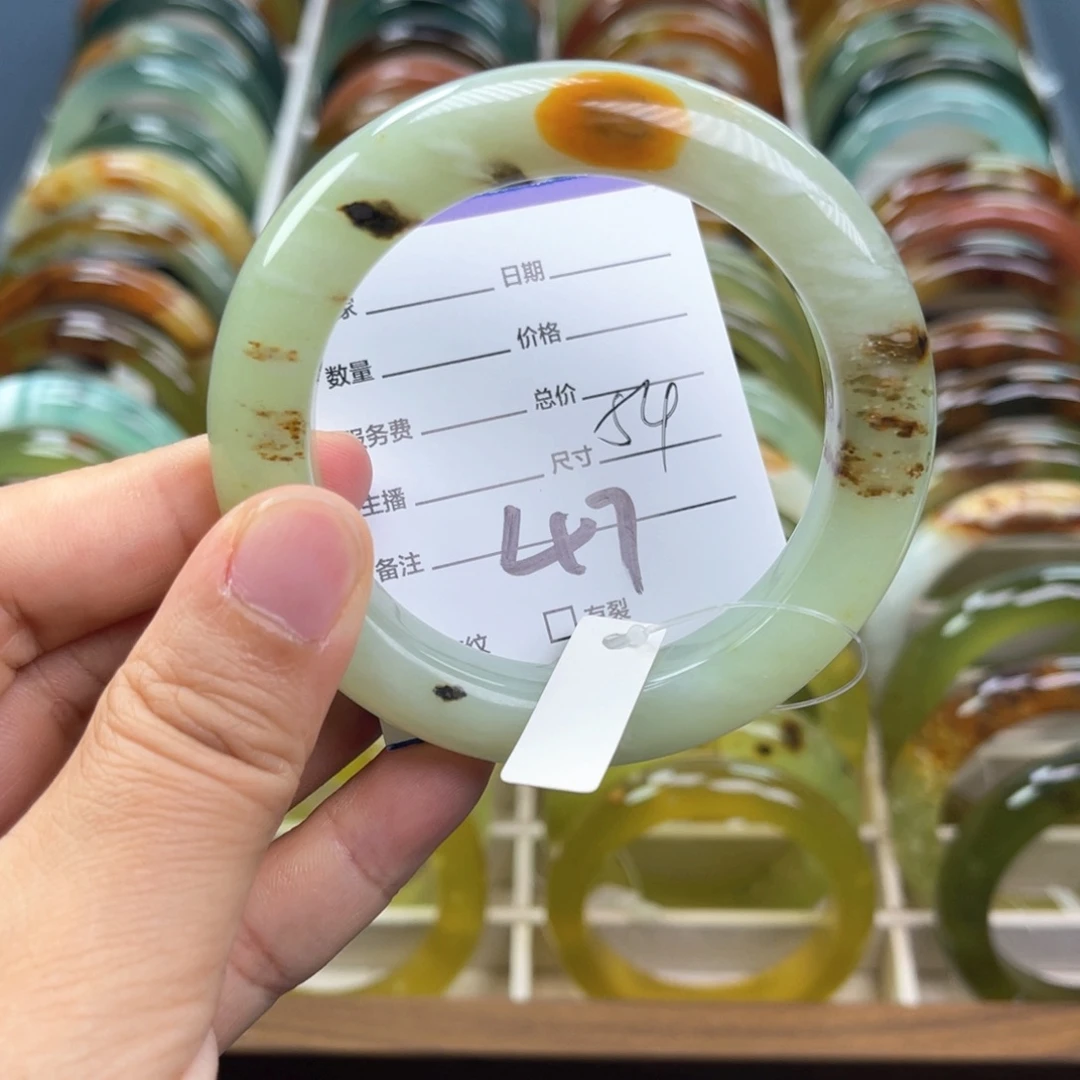 家 日期
数量 价格
服务费 总价
主播 尺寸 54
备注 47
纹 有裂